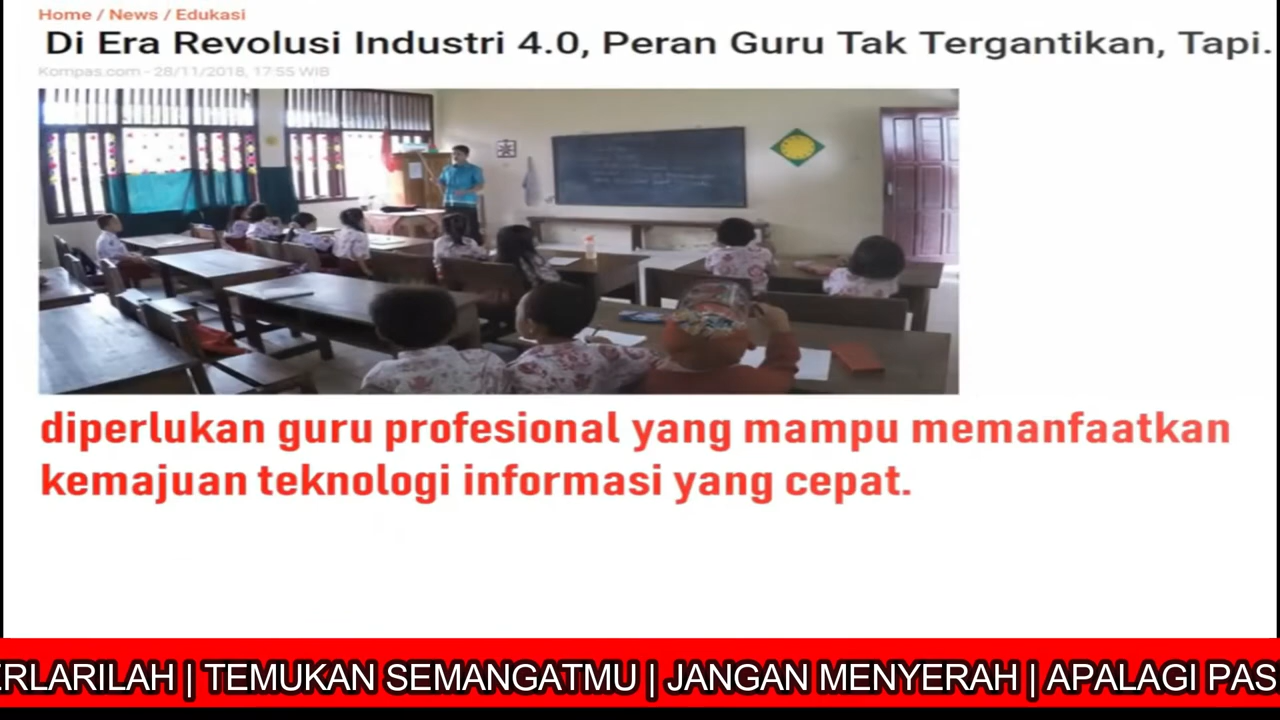 Home / News / Edukasi
Di Era Revolusi Industri 4.0, Peran Guru Tak Tergantikan, Tapi.
Kompas.com - 28/11/2018, 17:55 WIB
diperlukan guru profesional yang mampu memanfaatkan
kemajuan teknologi informasi yang cepat.
ERLARILAH | TEMUKAN SEMANGATMU | JANGAN MENYERAH | APALAGI PAS